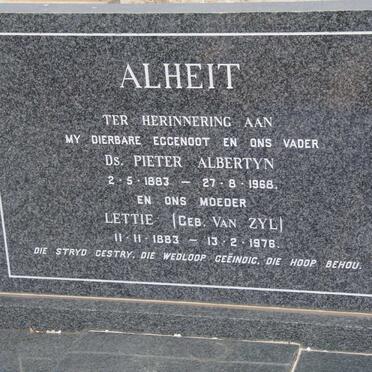 ALHEIT
TER HERINNERING AAN
MY DIERBARE EGGENOOT EN ONS VADER
DS. PIETER ALBERTYN
2·5·1883 — 27·8·1968.
EN ONS MOEDER
LETTIE (GEB. VAN ZYL)
11·11·1883 — 13·2·1976.
DIE STRYD GESTRY, DIE WEDLOOP GEËINDIG, DIE HOOP BEHOU.